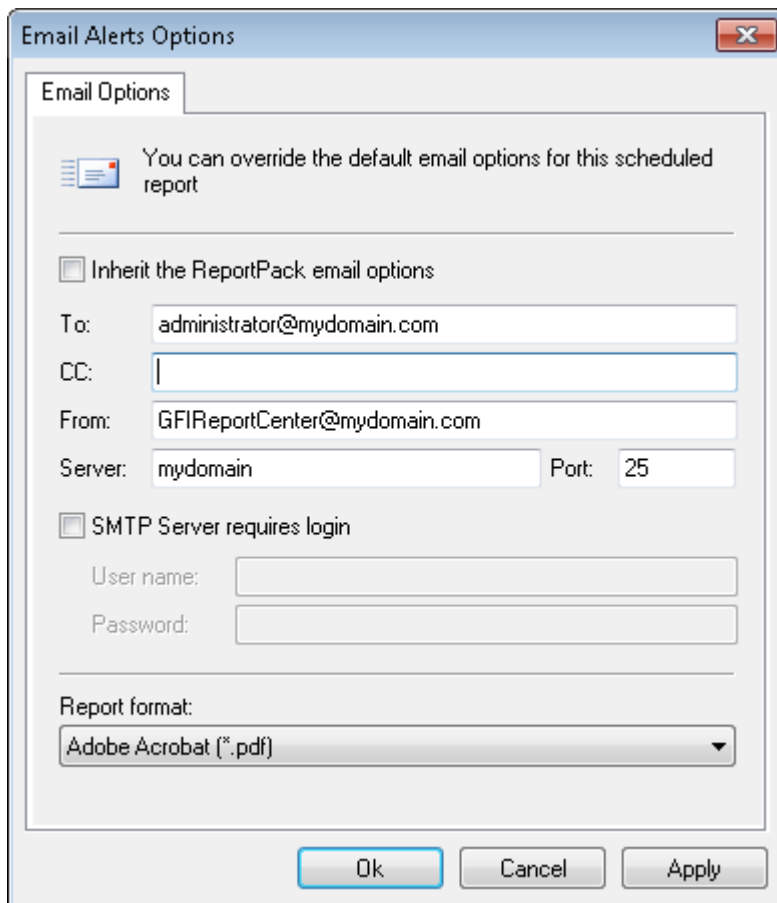 Email Alerts Options
Email Options
You can override the default email options for this scheduled
report
Inherit the ReportPack email options
To: administrator@mydomain.com
CC:
From: GFIReportCenter@mydomain.com
Server: mydomain Port: 25
SMTP Server requires login
User name:
Password:
Report format:
Adobe Acrobat (*.pdf)
Ok Cancel Apply